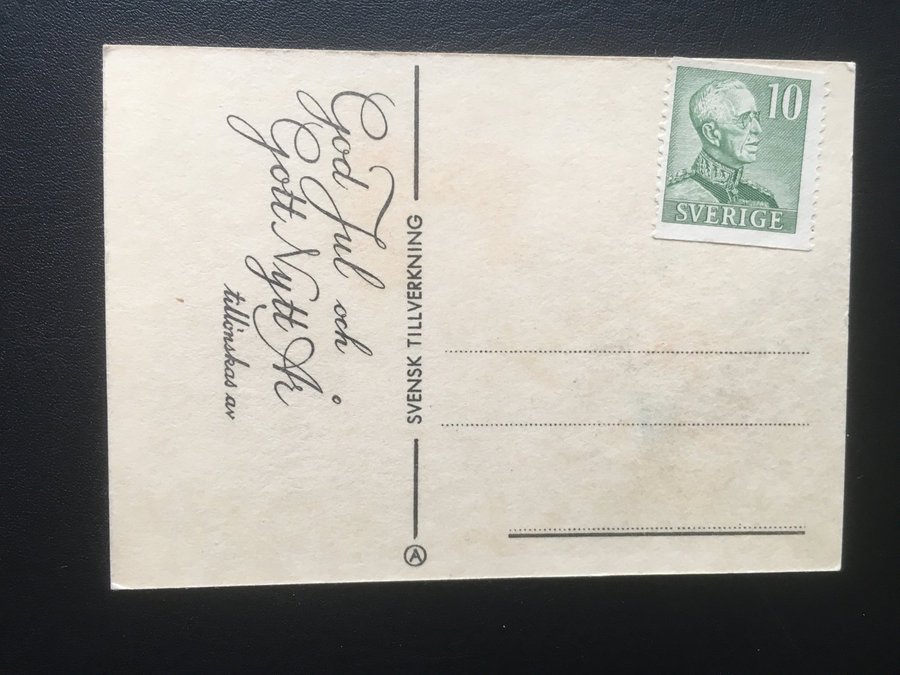 God Jul och
Gott Nytt År
tillönskas av
SVENSK TILLVERKNING
A
10
SVERIGE